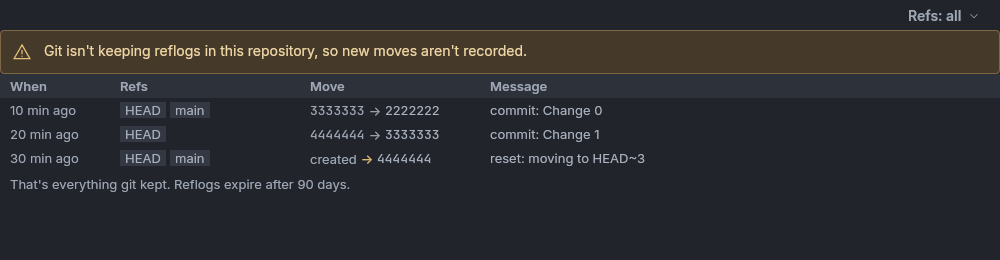 Refs: all
Git isn't keeping reflogs in this repository, so new moves aren't recorded.
When Refs Move Message
10 min ago HEAD main 3333333 → 2222222 commit: Change 0
20 min ago HEAD 4444444 → 3333333 commit: Change 1
30 min ago HEAD main created → 4444444 reset: moving to HEAD~3
That's everything git kept. Reflogs expire after 90 days.